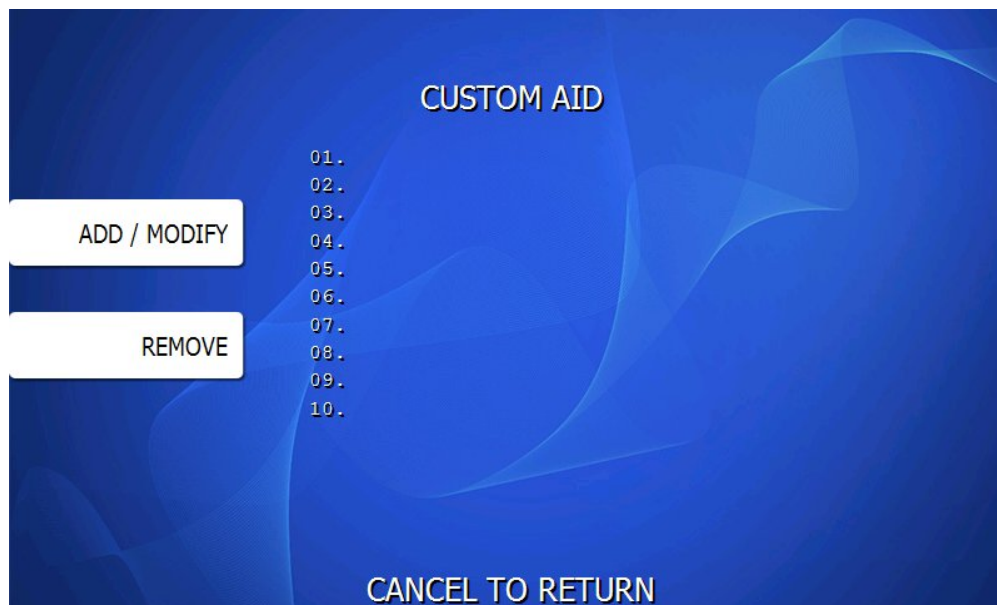 CUSTOM AID
01.
02.
03.
ADD / MODIFY
04.
05.
06.
07.
REMOVE
08.
09.
10.
CANCEL TO RETURN